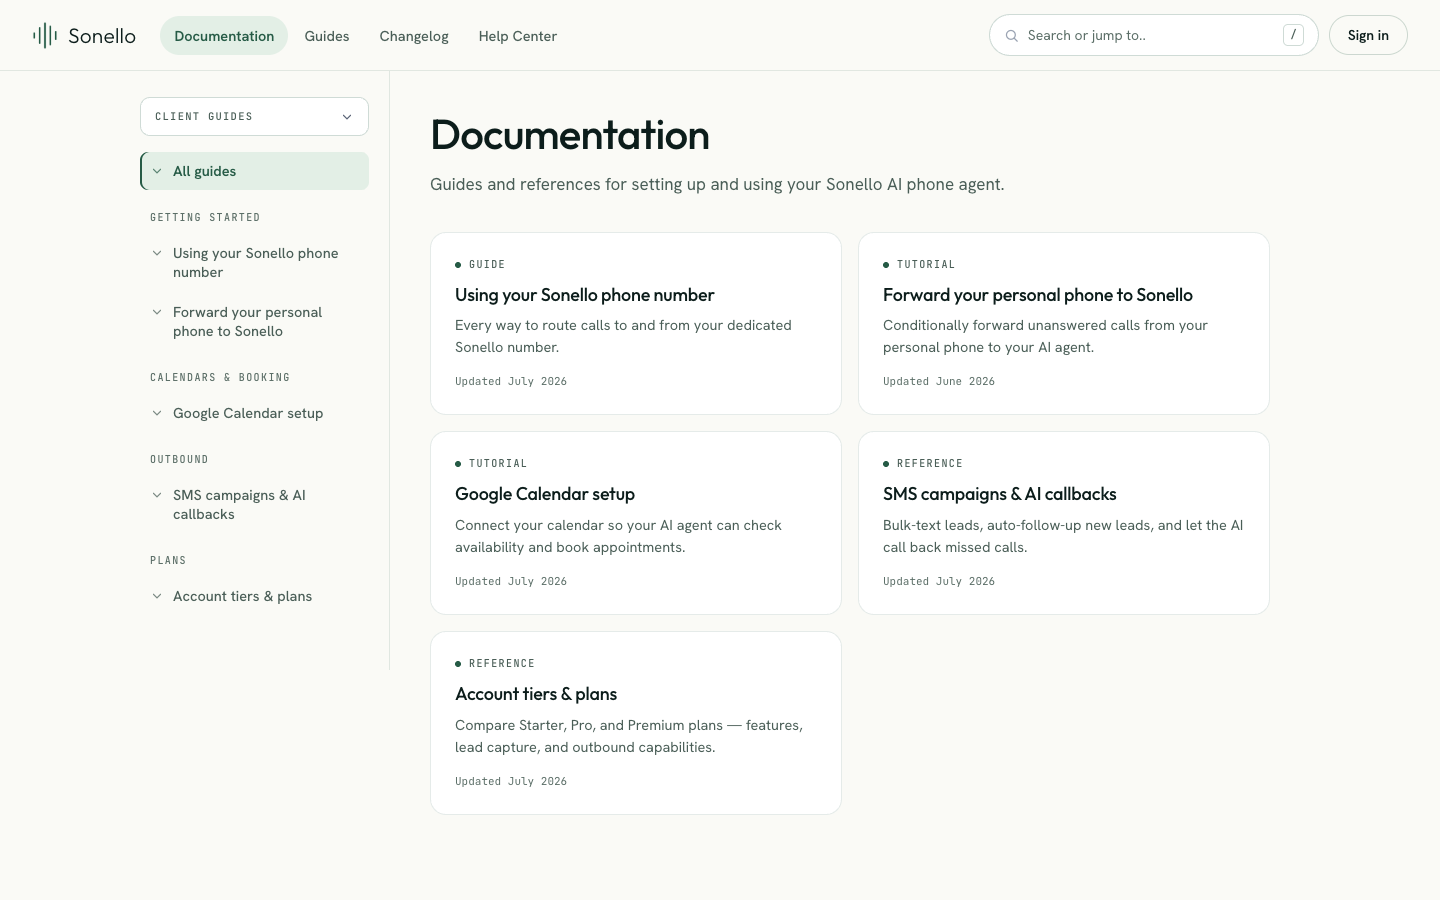 Sonello
Documentation
Guides
Changelog
Help Center
Search or jump to..
/
Sign in
CLIENT GUIDES
All guides
GETTING STARTED
Using your Sonello phone
number
Forward your personal
phone to Sonello
CALENDARS & BOOKING
Google Calendar setup
OUTBOUND
SMS campaigns & AI
callbacks
PLANS
Account tiers & plans
Documentation
Guides and references for setting up and using your Sonello AI phone agent.
GUIDE
Using your Sonello phone number
Every way to route calls to and from your dedicated
Sonello number.
Updated July 2026
TUTORIAL
Forward your personal phone to Sonello
Conditionally forward unanswered calls from your
personal phone to your AI agent.
Updated June 2026
TUTORIAL
Google Calendar setup
Connect your calendar so your AI agent can check
availability and book appointments.
Updated July 2026
REFERENCE
SMS campaigns & AI callbacks
Bulk-text leads, auto-follow-up new leads, and let the AI
call back missed calls.
Updated July 2026
REFERENCE
Account tiers & plans
Compare Starter, Pro, and Premium plans — features,
lead capture, and outbound capabilities.
Updated July 2026